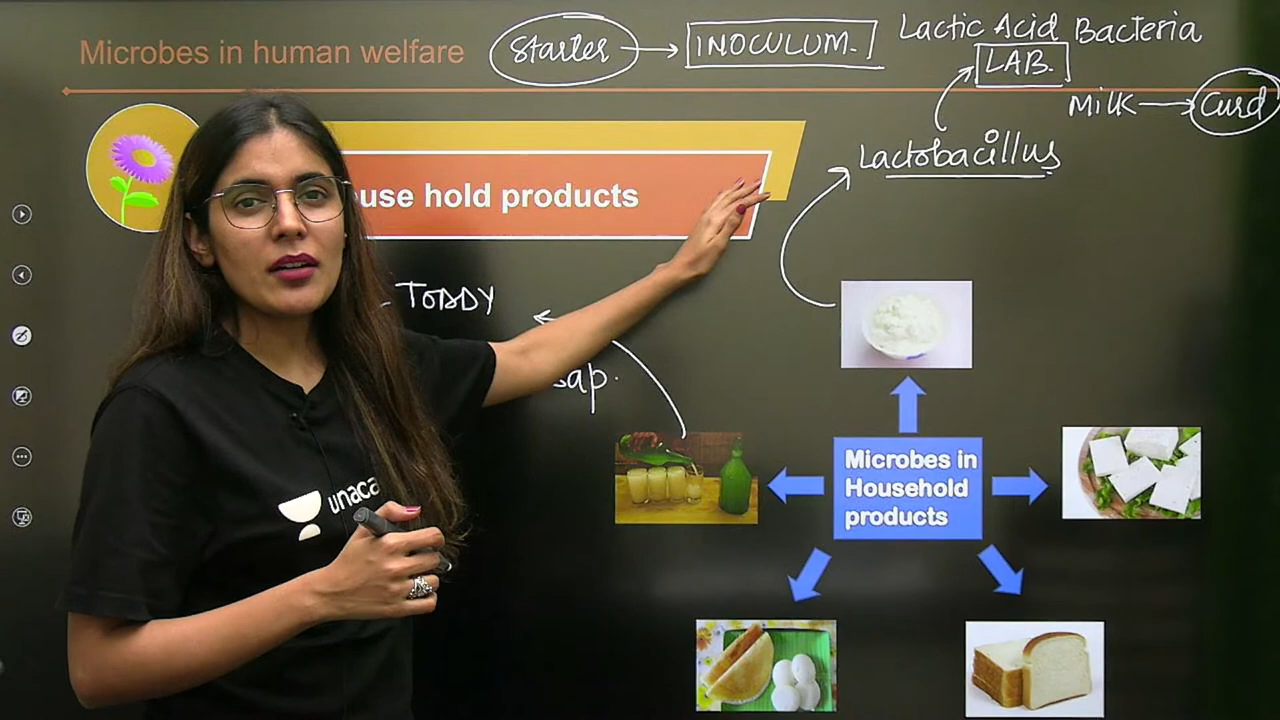 Microbes in human welfare
Starter → INOCULUM.
Lactic Acid Bacteria
LAB.
Milk → Curd
Lactobacillus
use hold products
TODDY
sap.
unaca
Microbes in
Household
products